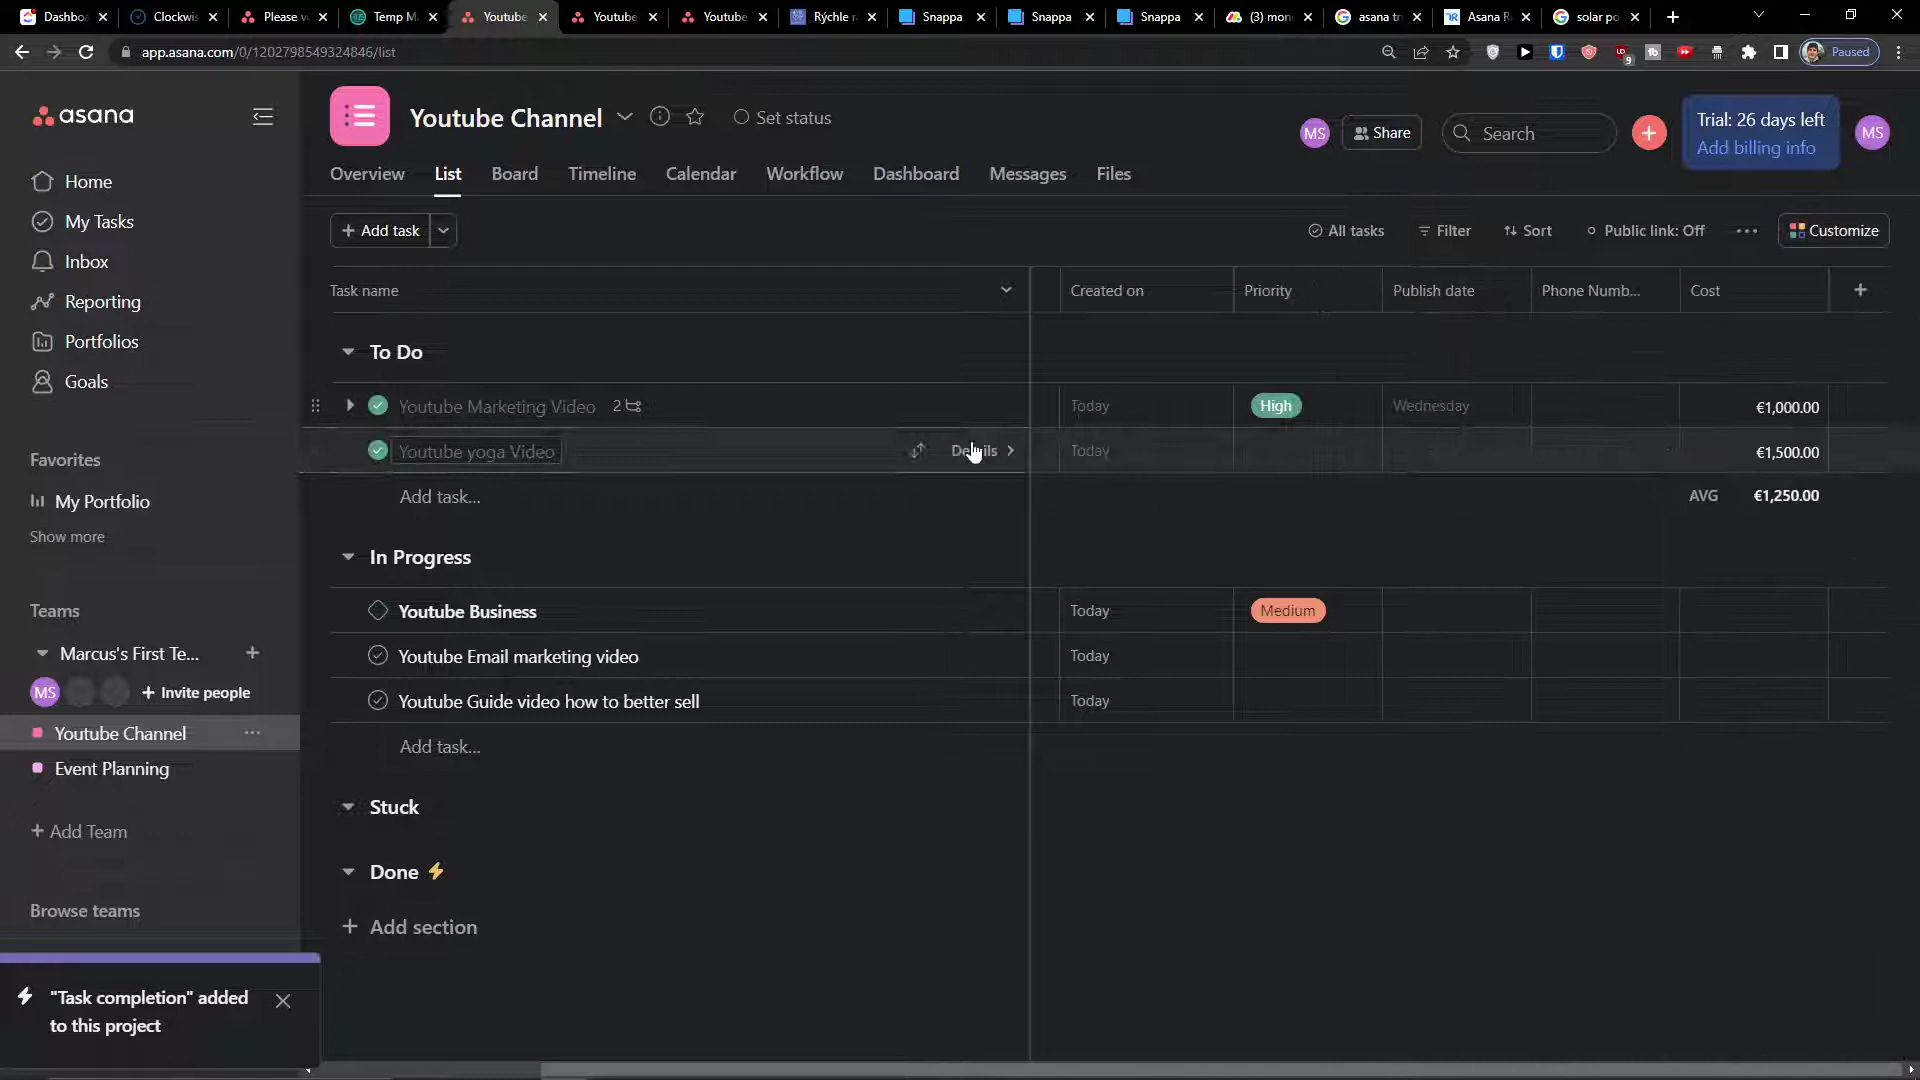 Dashbo
Clockwis
Please v
Temp M
Youtube
Youtube
Youtube
Rýchle r
Snappa
Snappa
Snappa
(3) mon
asana tr
Asana R
solar po
app.asana.com/0/1202798549324846/list
9
Paused
asana
Home
My Tasks
Inbox
Reporting
Portfolios
Goals
Favorites
My Portfolio
Show more
Teams
Marcus's First Te...
MS
+ Invite people
Youtube Channel
Event Planning
+ Add Team
Browse teams
"Task completion" added
to this project
Youtube Channel
Set status
MS
Share
Search
Trial: 26 days left
Add billing info
MS
Overview
List
Board
Timeline
Calendar
Workflow
Dashboard
Messages
Files
+ Add task
All tasks
Filter
Sort
Public link: Off
Customize
Task name
Created on
Priority
Publish date
Phone Numb...
Cost
To Do
Youtube Marketing Video 2
Today
High
Wednesday
€1,000.00
Youtube yoga Video
Details
Today
€1,500.00
Add task...
AVG €1,250.00
In Progress
Youtube Business
Today
Medium
Youtube Email marketing video
Today
Youtube Guide video how to better sell
Today
Add task...
Stuck
Done
+ Add section